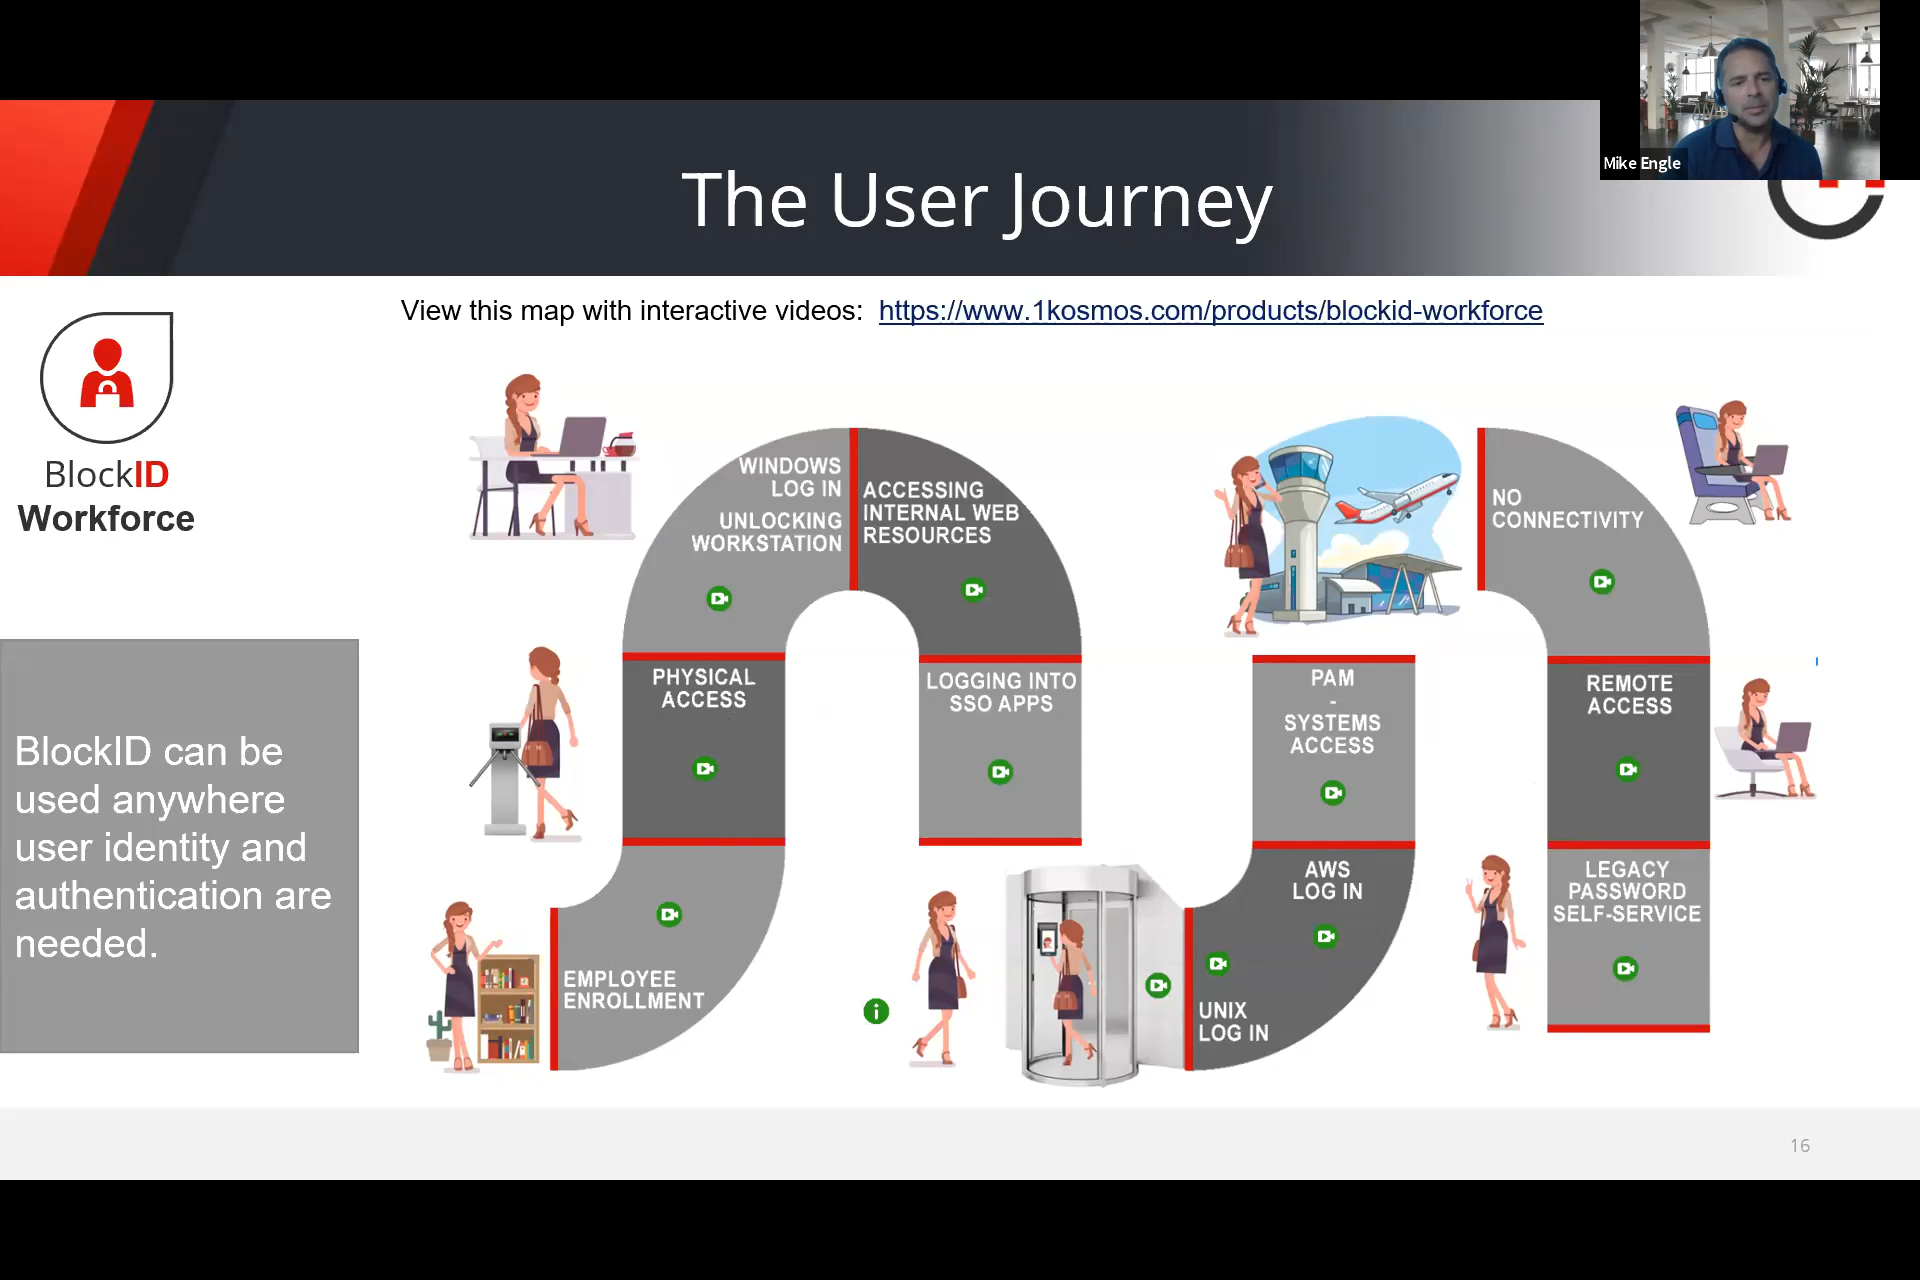 Mike Engle
The User Journey
View this map with interactive videos: https://www.1kosmos.com/products/blockid-workforce
BlockID
Workforce
BlockID can be
used anywhere
user identity and
authentication are
needed.
EMPLOYEE
ENROLLMENT
PHYSICAL
ACCESS
WINDOWS
LOG IN
UNLOCKING
WORKSTATION
ACCESSING
INTERNAL WEB
RESOURCES
LOGGING INTO
SSO APPS
i
UNIX
LOG IN
AWS
LOG IN
PAM
-
SYSTEMS
ACCESS
NO
CONNECTIVITY
REMOTE
ACCESS
LEGACY
PASSWORD
SELF-SERVICE
16